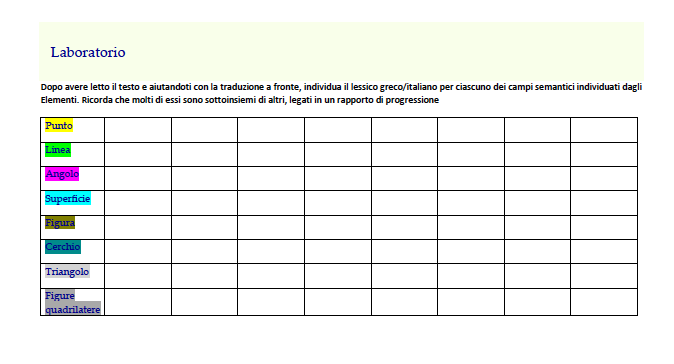 Laboratorio
Dopo avere letto il testo e aiutandoti con la traduzione a fronte, individua il lessico greco/italiano per ciascuno dei campi semantici individuati dagli
Elementi. Ricorda che molti di essi sono sottoinsiemi di altri, legati in un rapporto di progressione
Punto
Linea
Angolo
Superficie
Figura
Cerchio
Triangolo
Figure
quadrilatere